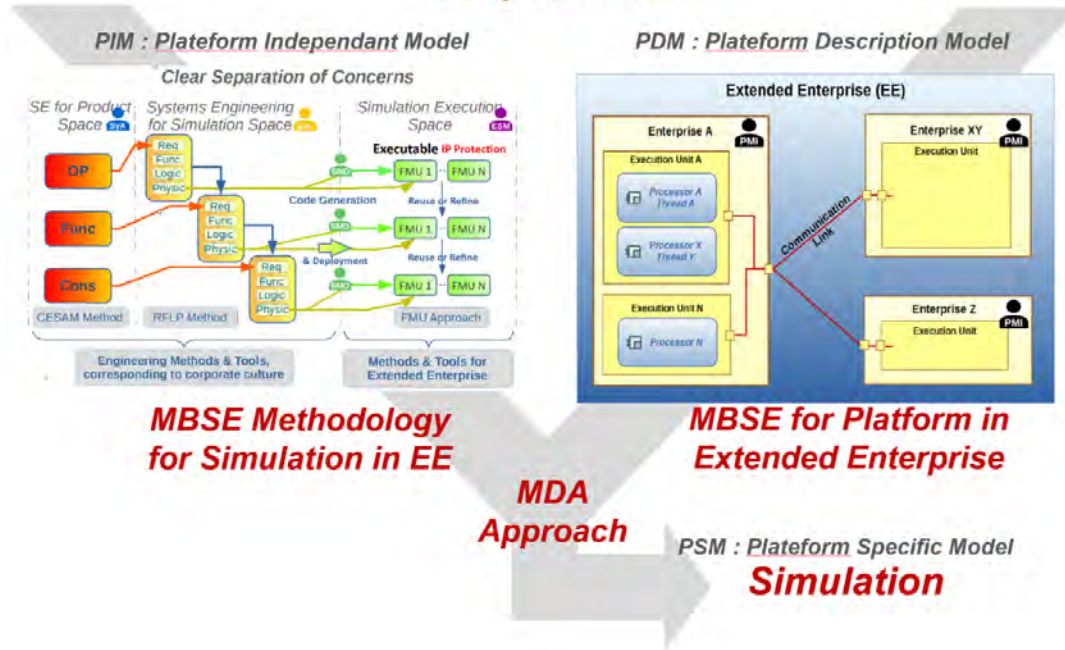 PIM : Plateform Independant Model
Clear Separation of Concerns
SE for Product
Space
SyA
Systems Engineering
for Simulation Space
Simulation Execution
Space
ESM
Executable IP Protection
OP
Func
Cons
Req
Func
Logic
Physic
Req
Func
Logic
Physic
Req
Func
Logic
Physic
SMD
SMD
SMD
Code Generation
& Deployment
FMU 1
FMU N
Reuse or Refine
FMU 1
FMU N
Reuse or Refine
FMU 1
FMU N
CESAM Method
RFLP Method
FMU Approach
Engineering Methods & Tools,
corresponding to corporate culture
Methods & Tools for
Extended Enterprise
MBSE Methodology
for Simulation in EE
PDM : Plateform Description Model
Extended Enterprise (EE)
Enterprise A
PMI
Execution Unit A
Processor A
Thread A
Processor X
Thread Y
Execution Unit N
Processor N
Communication
Link
Enterprise XY
PMI
Execution Unit
Enterprise Z
PMI
Execution Unit
MBSE for Platform in
Extended Enterprise
MDA
Approach
PSM : Plateform Specific Model
Simulation